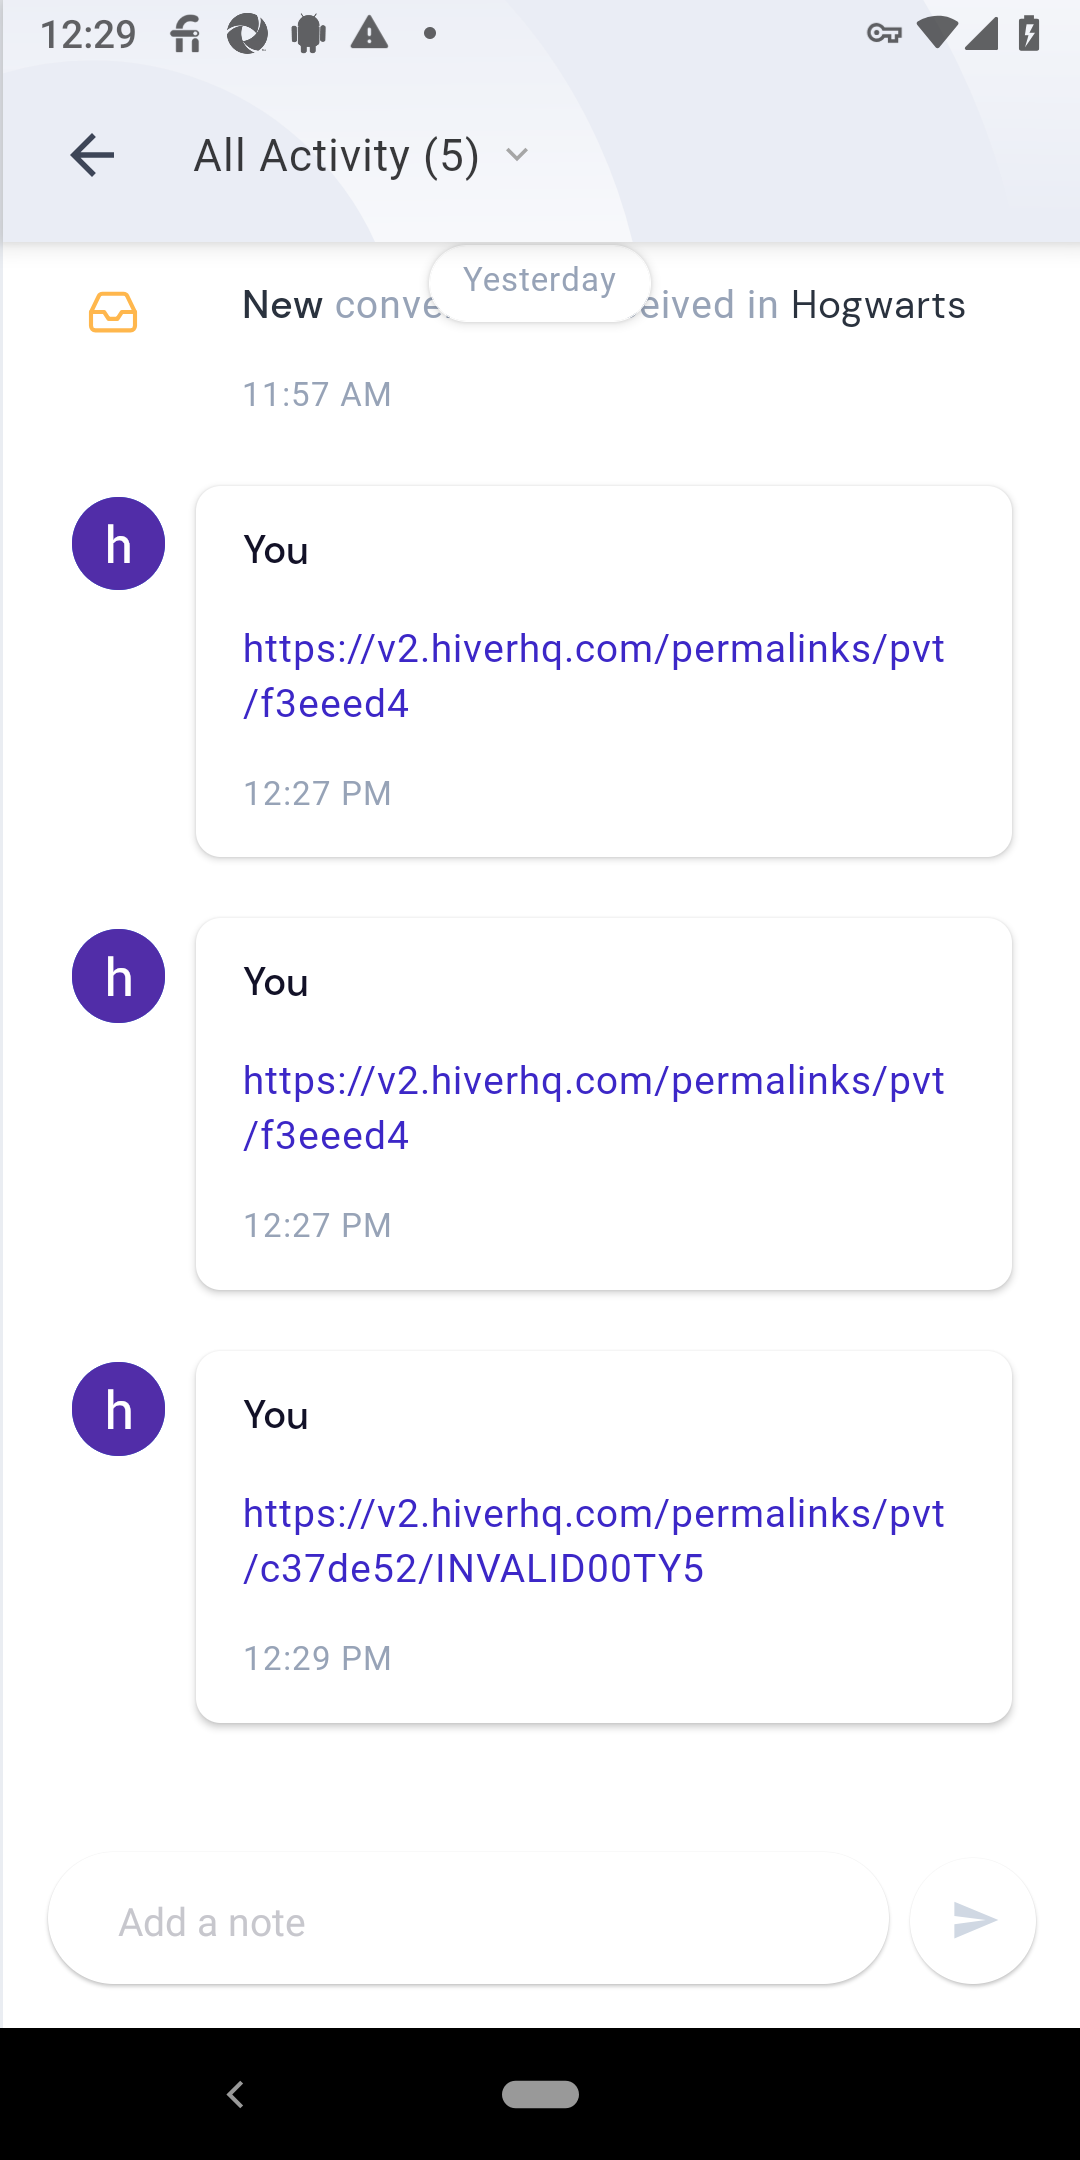 12:29
All Activity (5)
Yesterday
New conve eived in Hogwarts
11:57 AM
h
You
https://v2.hiverhq.com/permalinks/pvt
/f3eeed4
12:27 PM
h
You
https://v2.hiverhq.com/permalinks/pvt
/f3eeed4
12:27 PM
h
You
https://v2.hiverhq.com/permalinks/pvt
/c37de52/INVALID00TY5
12:29 PM
Add a note